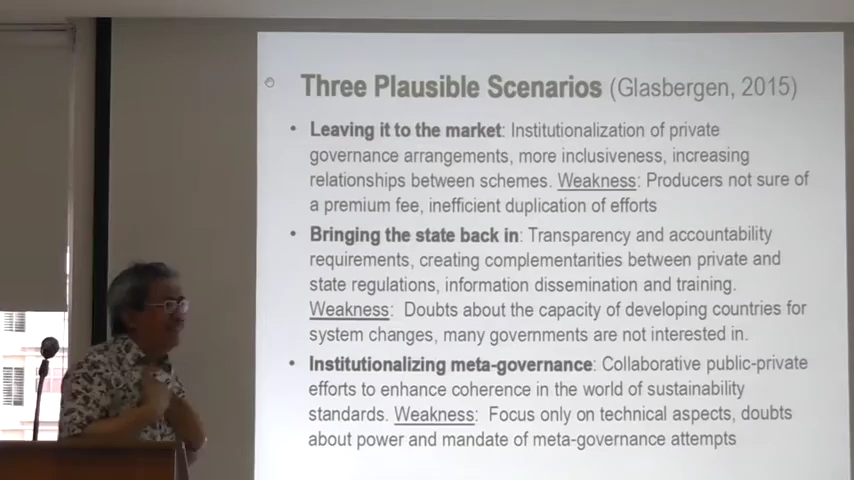 Three Plausible Scenarios (Glasbergen, 2015)
• Leaving it to the market: Institutionalization of private
governance arrangements, more inclusiveness, increasing
relationships between schemes. Weakness: Producers not sure of
a premium fee, inefficient duplication of efforts
• Bringing the state back in: Transparency and accountability
requirements, creating complementarities between private and
state regulations, information dissemination and training.
Weakness: Doubts about the capacity of developing countries for
system changes, many governments are not interested in.
• Institutionalizing meta-governance: Collaborative public-private
efforts to enhance coherence in the world of sustainability
standards. Weakness: Focus only on technical aspects, doubts
about power and mandate of meta-governance attempts